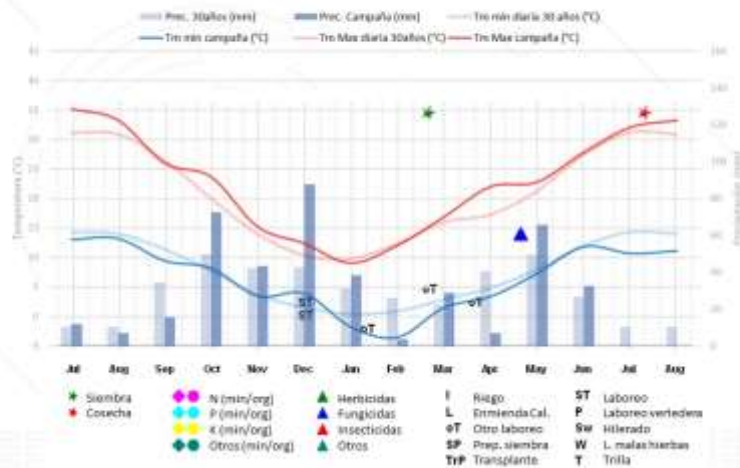 Prec. 30años (mm) Prec. Campaña (mm) Tm min diaria 30 años (°C)
Tm min campaña (°C) Tm Max diaria 30años (°C) Tm Max campaña (°C)
Temperatura (°C)
ST
ST
oT
oT
oT
Jul Aug Sep Oct Nov Dec Jan Feb Mar Apr May Jun Jul Aug
Siembra N (min/org) Herbicidas I Riego ST Laboreo
Cosecha P (min/org) Fungicidas L Enmienda Cal. P Laboreo vertedera
K (min/org) Insecticidas oT Otro laboreo Sw Hilerado
Otros (min/org) Otros SP Prep. siembra W L. malas hierbas
TrP Transplante T Trilla